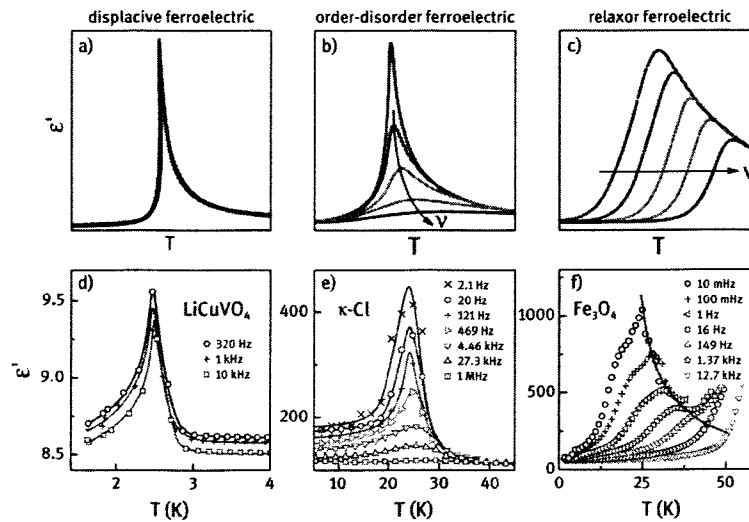 displacive ferroelectric
order-disorder ferroelectric
relaxor ferroelectric
a)
b)
c)
ε'
ν
ν
T
T
T
d)
LiCuVO4
320 Hz
1 kHz
10 kHz
9.5
9.0
8.5
ε'
2
3
4
T (K)
e)
κ-Cl
2.1 Hz
20 Hz
121 Hz
469 Hz
4.46 kHz
27.3 kHz
1 MHz
400
200
10
20
30
40
T (K)
f)
Fe3O4
10 mHz
100 mHz
1 Hz
16 Hz
149 Hz
1.37 kHz
12.7 kHz
1000
500
0
0
25
50
T (K)